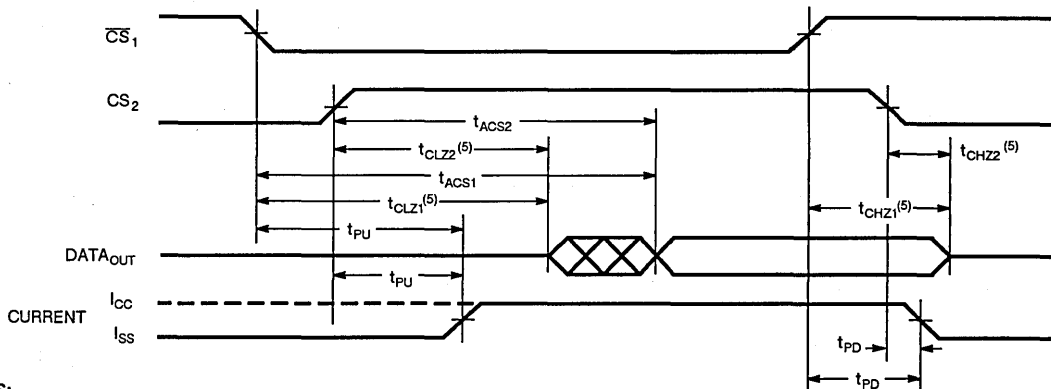 CS₁
CS₂
tACS2
tCLZ2(5)
tCHZ2(5)
tACS1
tCLZ1(5)
tCHZ1(5)
tPU
DATAOUT
tPU
ICC
CURRENT
ISS
tPD
tPD